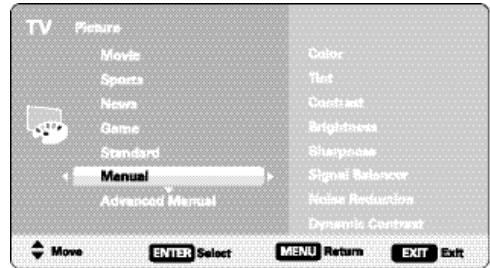 TV Picture
Movie
Sports
News
Game
Standard
Manual
Advanced Manual
Color
Tint
Contrast
Brightness
Sharpness
Signal Balancer
Noise Reduction
Dynamic Contrast
Move ENTER Select MENU Return EXIT Exit